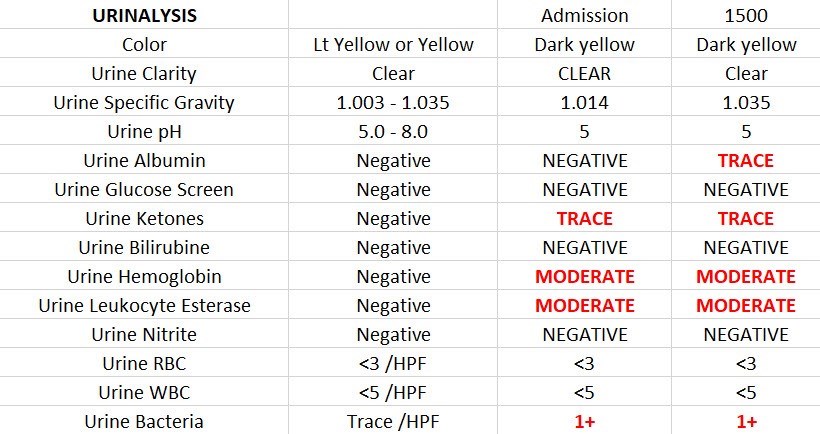 URINALYSIS Admission 1500
Color Lt Yellow or Yellow Dark yellow Dark yellow
Urine Clarity Clear CLEAR Clear
Urine Specific Gravity 1.003 - 1.035 1.014 1.035
Urine pH 5.0 - 8.0 5 5
Urine Albumin Negative NEGATIVE TRACE
Urine Glucose Screen Negative NEGATIVE NEGATIVE
Urine Ketones Negative TRACE TRACE
Urine Bilirubine Negative NEGATIVE NEGATIVE
Urine Hemoglobin Negative MODERATE MODERATE
Urine Leukocyte Esterase Negative MODERATE MODERATE
Urine Nitrite Negative NEGATIVE NEGATIVE
Urine RBC <3 /HPF <3 <3
Urine WBC <5 /HPF <5 <5
Urine Bacteria Trace /HPF 1+ 1+